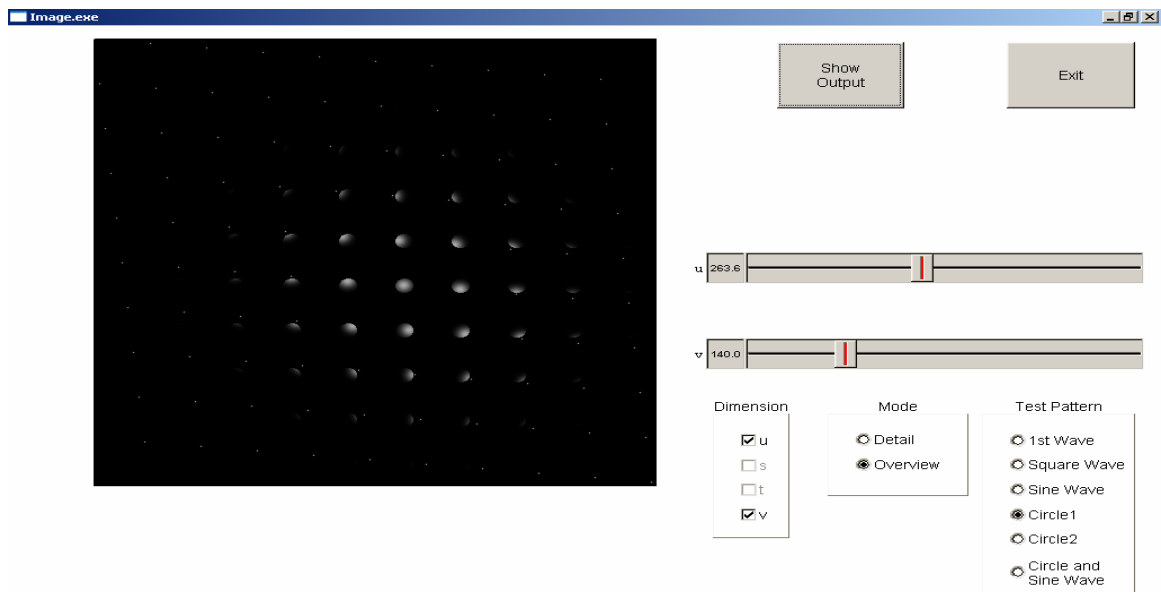 Image.exe
Show
Output
Exit
u 263.6
v 140.0
Dimension
u
s
t
v
Mode
Detail
Overview
Test Pattern
1st Wave
Square Wave
Sine Wave
Circle1
Circle2
Circle and
Sine Wave